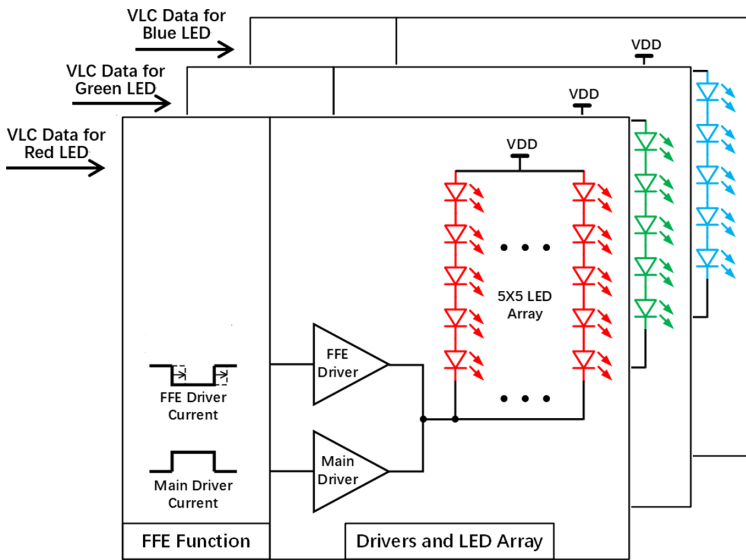 VLC Data for
Blue LED
VLC Data for
Green LED
VLC Data for
Red LED
VDD
VDD
VDD
5X5 LED
Array
FFE
Driver
FFE Driver
Current
Main
Driver
Main Driver
Current
FFE Function
Drivers and LED Array